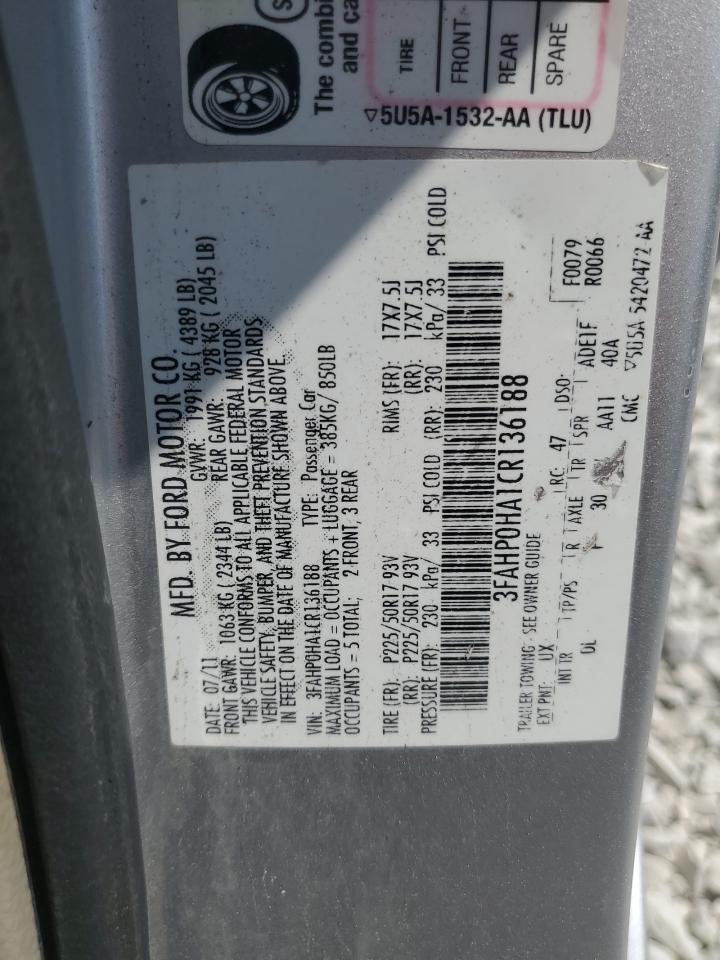 The combi
and ca
TIRE
FRONT
REAR
SPARE
▽5U5A-1532-AA (TLU)
MFD. BY FORD MOTOR CO.
DATE: 07/11 GVWR: 1991 KG ( 4389 LB)
FRONT GAWR: 1063 KG ( 2344 LB) REAR GAWR: 928 KG ( 2045 LB)
THIS VEHICLE CONFORMS TO ALL APPLICABLE FEDERAL MOTOR
VEHICLE SAFETY, BUMPER, AND THEFT PREVENTION STANDARDS
IN EFFECT ON THE DATE OF MANUFACTURE SHOWN ABOVE.
VIN: 3FAHP0HA1CR136188 TYPE: Passenger Car
MAXIMUM LOAD = OCCUPANTS + LUGGAGE = 385KG/ 850LB
OCCUPANTS = 5 TOTAL; 2 FRONT, 3 REAR
TIRE (FR): P225/50R17 93V RIMS (FR): 17X7.5J
(RR): P225/50R17 93V (RR): 17X7.5J
PRESSURE (FR): 230 kPa/ 33 PSI COLD (RR): 230 kPa/ 33 PSI COLD
3FAHP0HA1CR136188
TRAILER TOWING - SEE OWNER GUIDE
EXT PNT: UX RC: 47 DSO: F0079
R0066
INT TR TP/PS R AXLE TR SPR ADE1F
DL F 30 AA11 40A
CMC ▽5U5A 5420472 AA